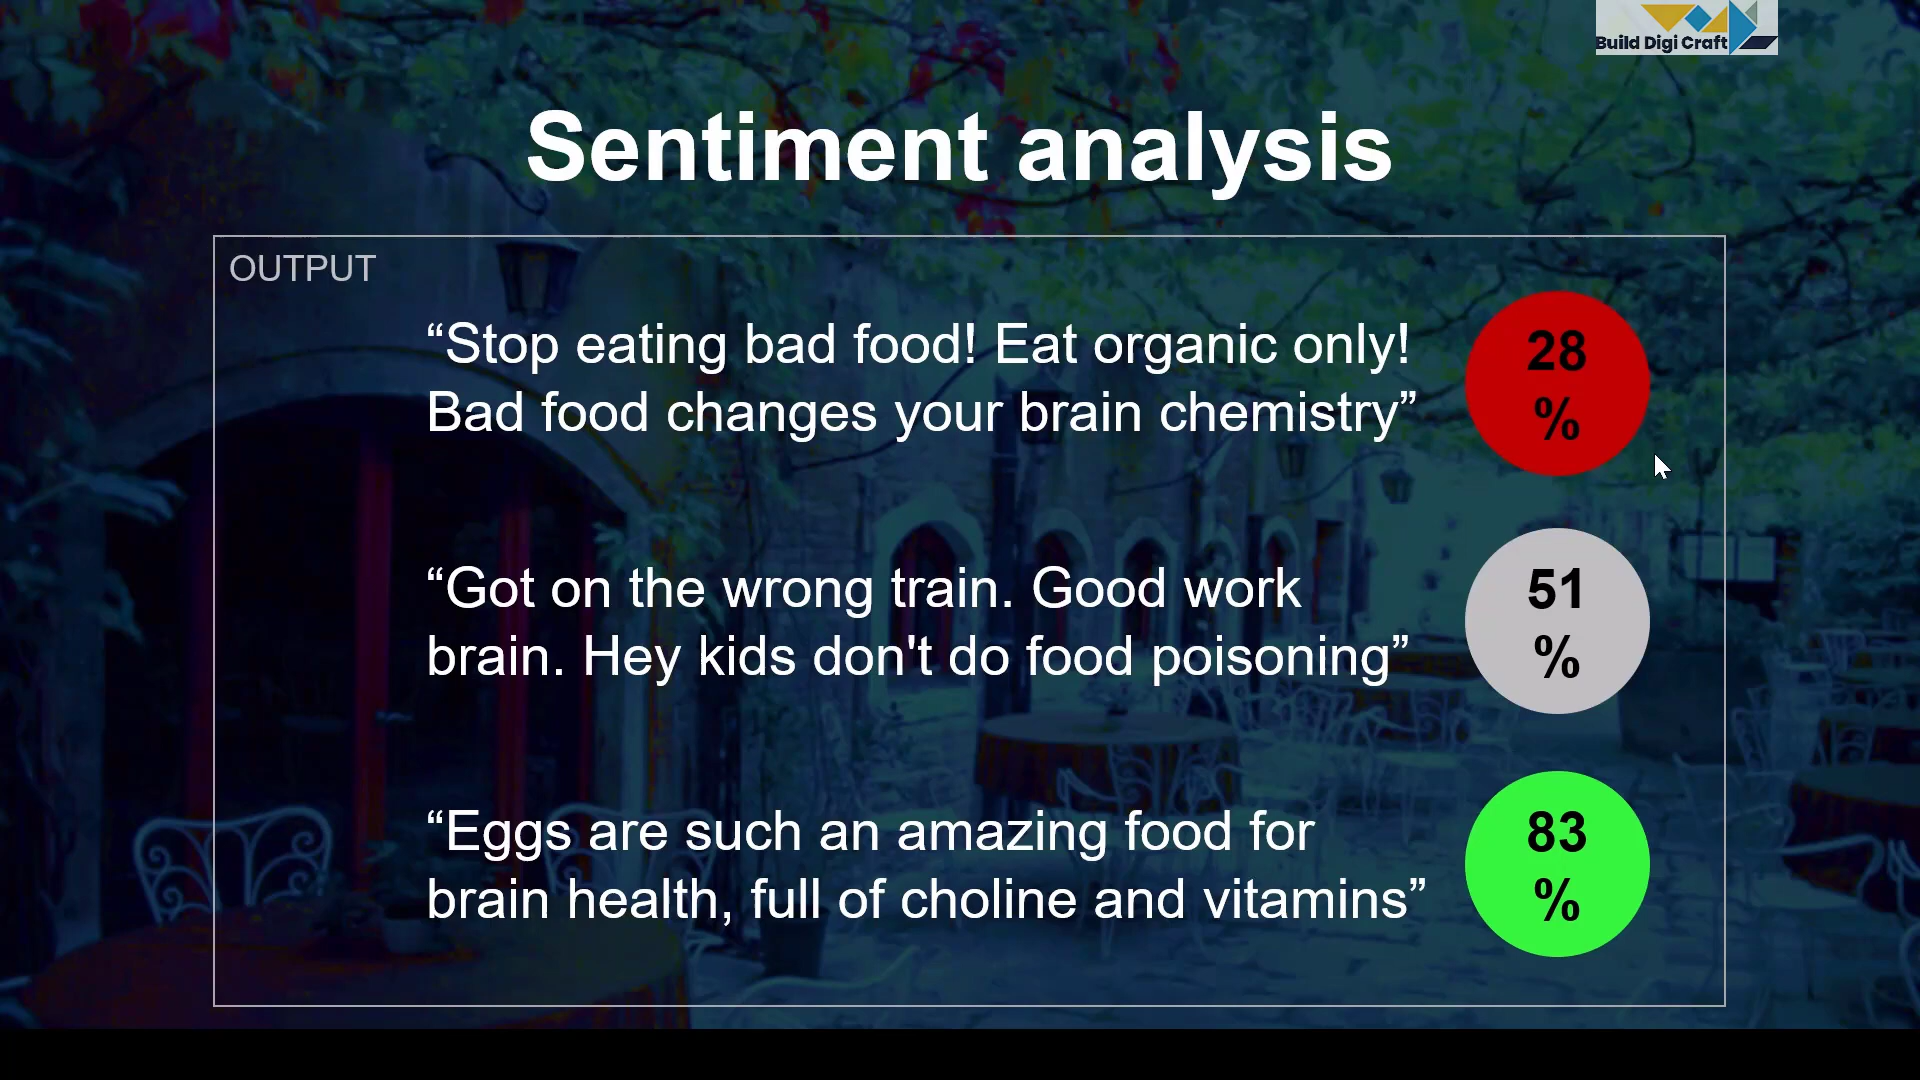 Build Digi Craft
Sentiment analysis
OUTPUT
“Stop eating bad food! Eat organic only!
Bad food changes your brain chemistry”
28
%
“Got on the wrong train. Good work
brain. Hey kids don't do food poisoning”
51
%
“Eggs are such an amazing food for
brain health, full of choline and vitamins”
83
%